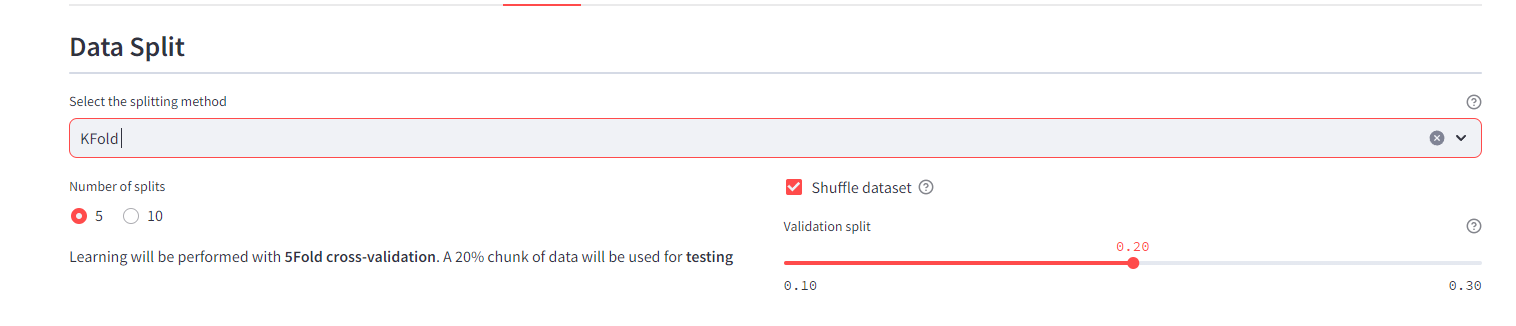 Data Split
Select the splitting method
KFold
Number of splits
5 10
Learning will be performed with 5Fold cross-validation. A 20% chunk of data will be used for testing
Shuffle dataset
Validation split
0.20
0.10 0.30